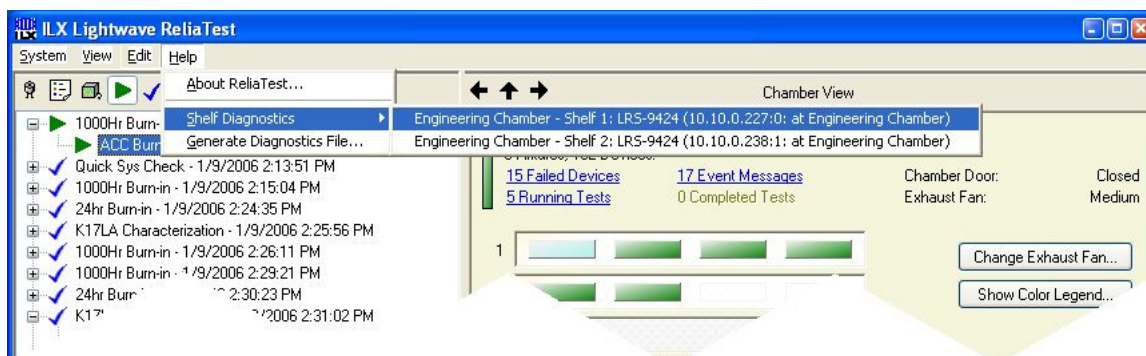 ILX Lightwave ReliaTest
System View Edit Help
About ReliaTest...
Shelf Diagnostics
Generate Diagnostics File...
Engineering Chamber - Shelf 1: LRS-9424 (10.10.0.227:0: at Engineering Chamber)
Engineering Chamber - Shelf 2: LRS-9424 (10.10.0.238:1: at Engineering Chamber)
1000Hr Burn-
ACC Burn
Quick Sys Check - 1/9/2006 2:13:51 PM
1000Hr Burn-in - 1/9/2006 2:15:04 PM
24hr Burn-in - 1/9/2006 2:24:35 PM
K17LA Characterization - 1/9/2006 2:25:56 PM
1000Hr Burn-in - 1/9/2006 2:26:11 PM
1000Hr Burn-in - 1/9/2006 2:29:21 PM
24hr Burn 2:30:23 PM
/2006 2:31:02 PM
Chamber View
15 Failed Devices 17 Event Messages Chamber Door: Closed
5 Running Tests 0 Completed Tests Exhaust Fan: Medium
1
Change Exhaust Fan...
Show Color Legend...